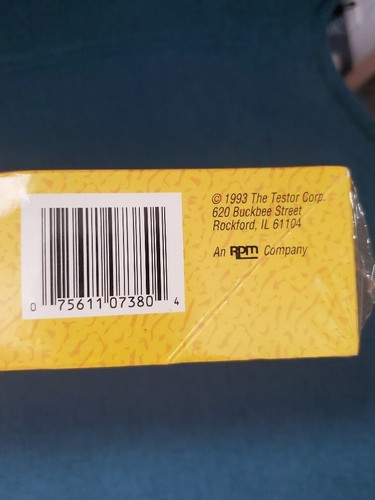 © 1993 The Testor Corp.
620 Buckbee Street
Rockford, IL 61104
An RPM Company
0 75611 07380 4